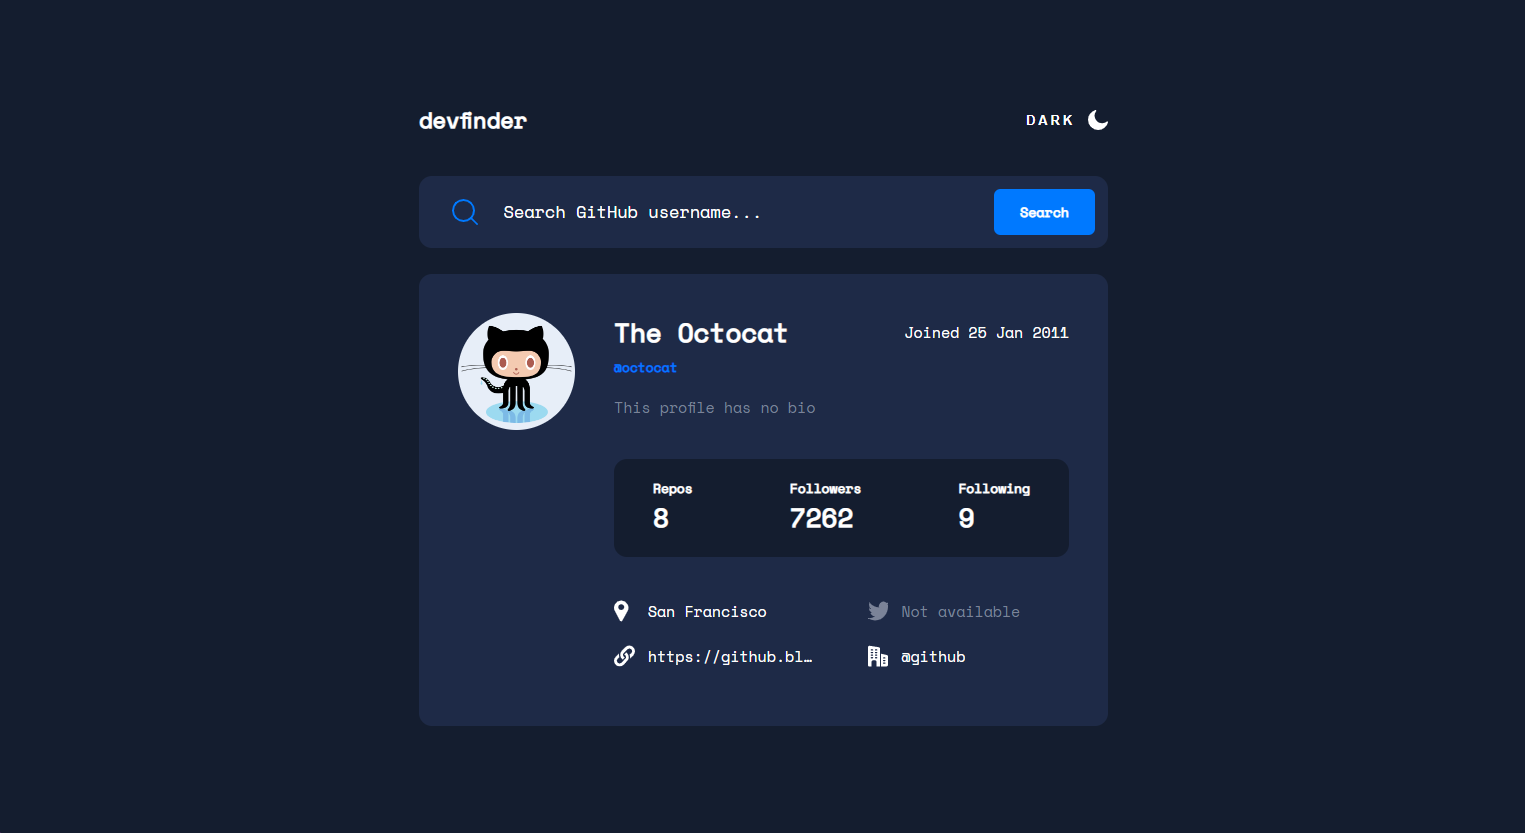 devfinder
DARK
Search GitHub username...
Search
The Octocat
Joined 25 Jan 2011
@octocat
This profile has no bio
Repos
Followers
Following
8
7262
9
San Francisco
Not available
https://github.bl…
@github